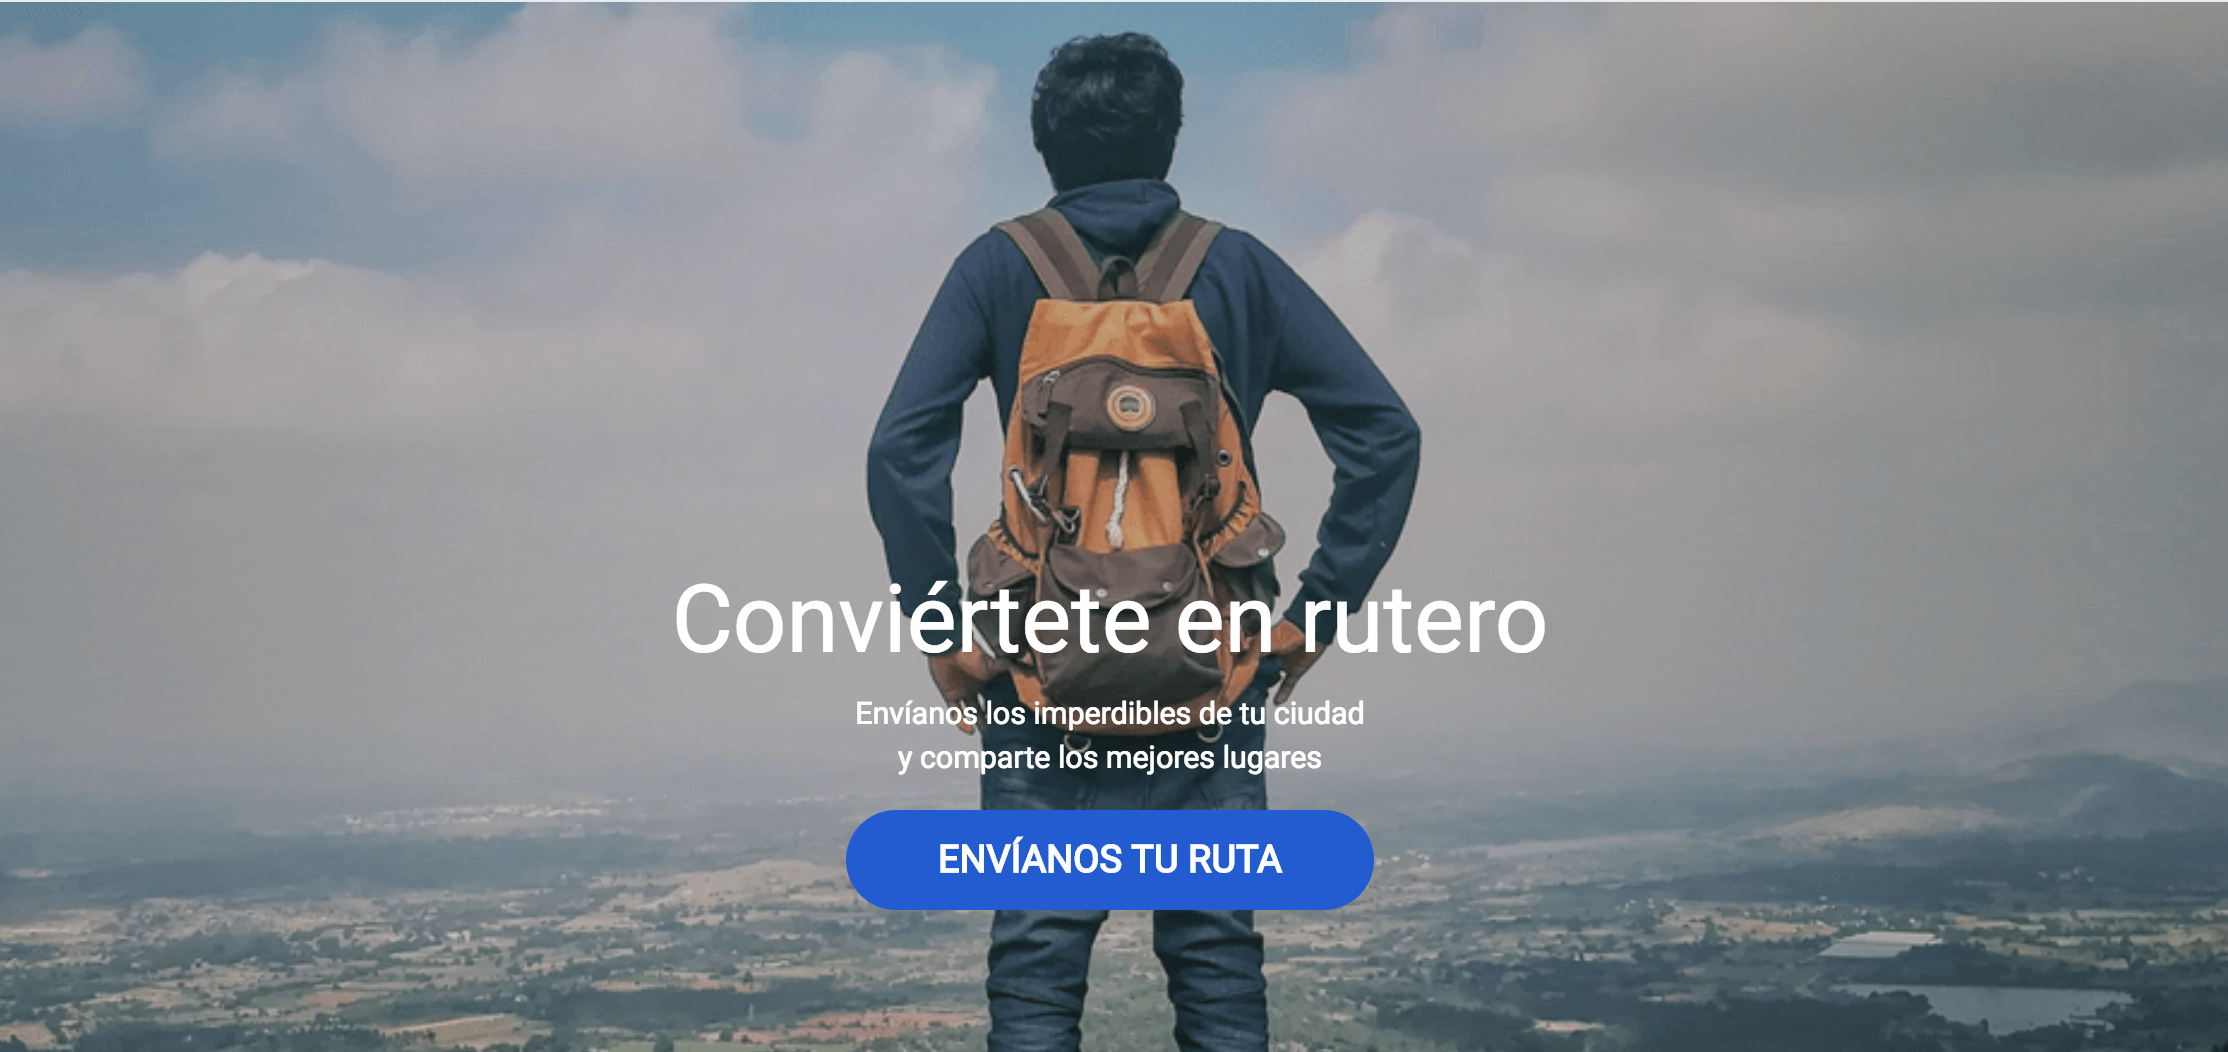 Conviértete en rutero
Envíanos los imperdibles de tu ciudad
y comparte los mejores lugares
ENVÍANOS TU RUTA